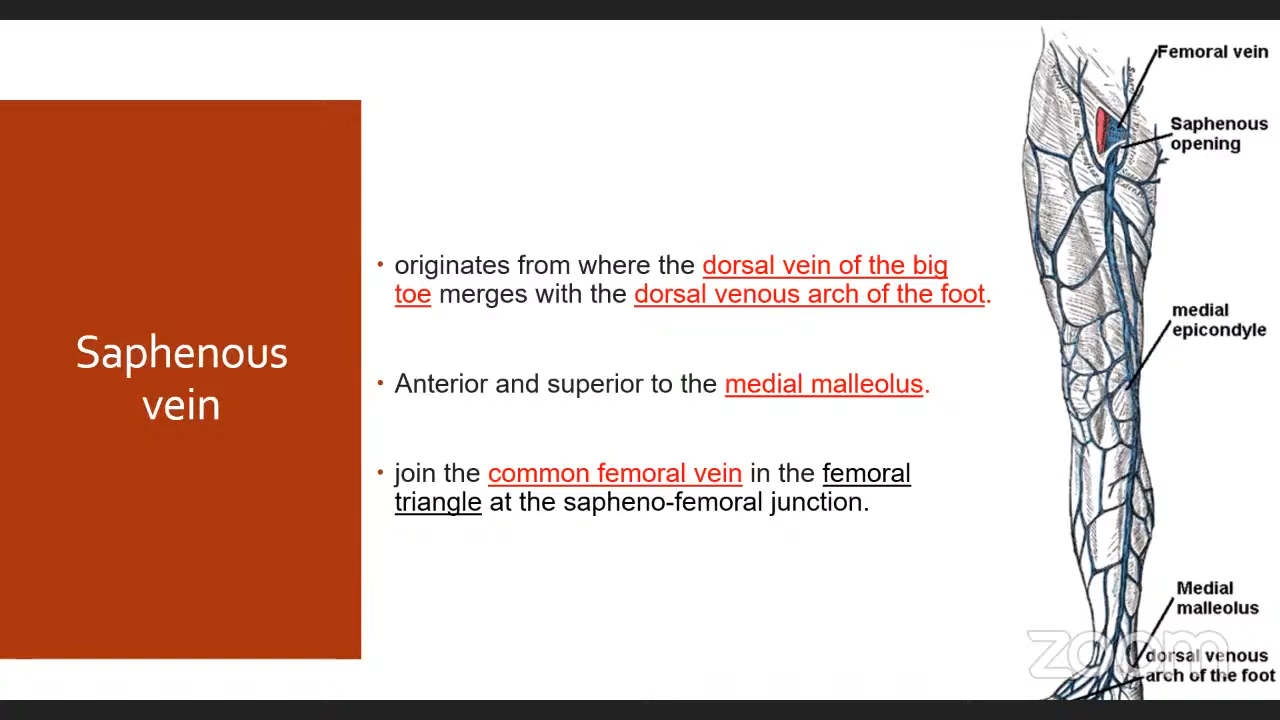 Saphenous
vein
• originates from where the dorsal vein of the big
toe merges with the dorsal venous arch of the foot.
• Anterior and superior to the medial malleolus.
• join the common femoral vein in the femoral
triangle at the sapheno-femoral junction.
Femoral vein
Saphenous
opening
medial
epicondyle
Medial
malleolus
dorsal venous
arch of the foot
zoom